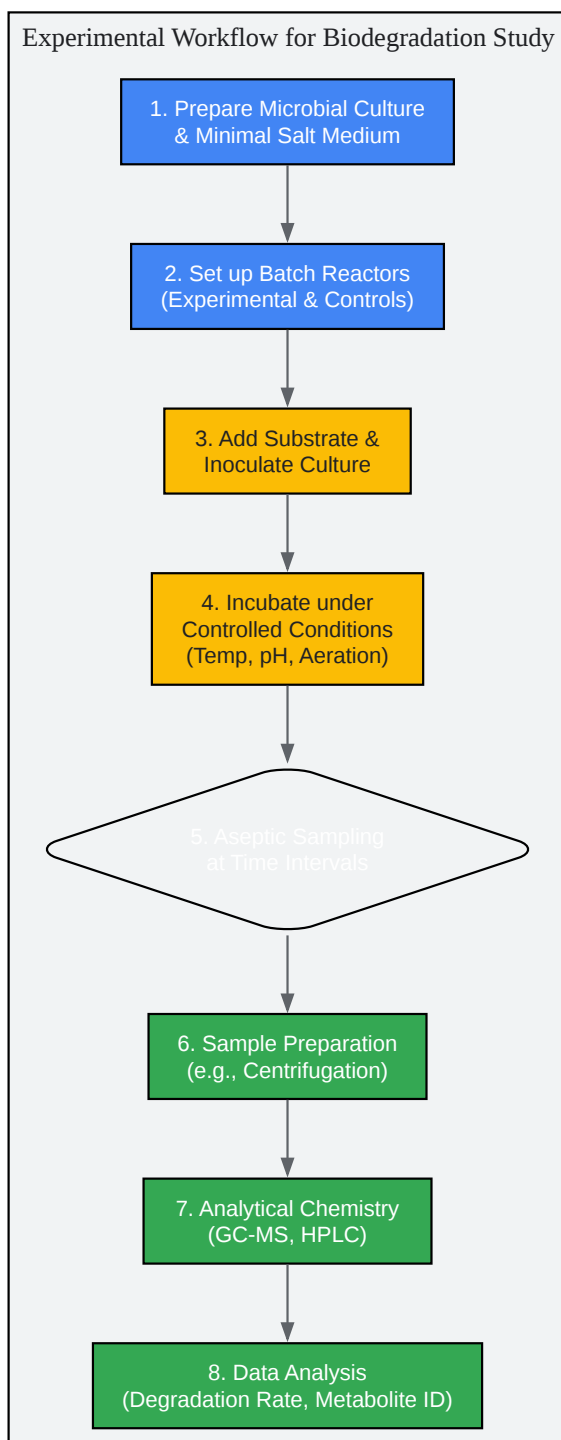 Experimental Workflow for Biodegradation Study
1. Prepare Microbial Culture
& Minimal Salt Medium
2. Set up Batch Reactors
(Experimental & Controls)
3. Add Substrate &
Inoculate Culture
4. Incubate under
Controlled Conditions
(Temp, pH, Aeration)
5. Aseptic Sampling
at Time Intervals
6. Sample Preparation
(e.g., Centrifugation)
7. Analytical Chemistry
(GC-MS, HPLC)
8. Data Analysis
(Degradation Rate, Metabolite ID)